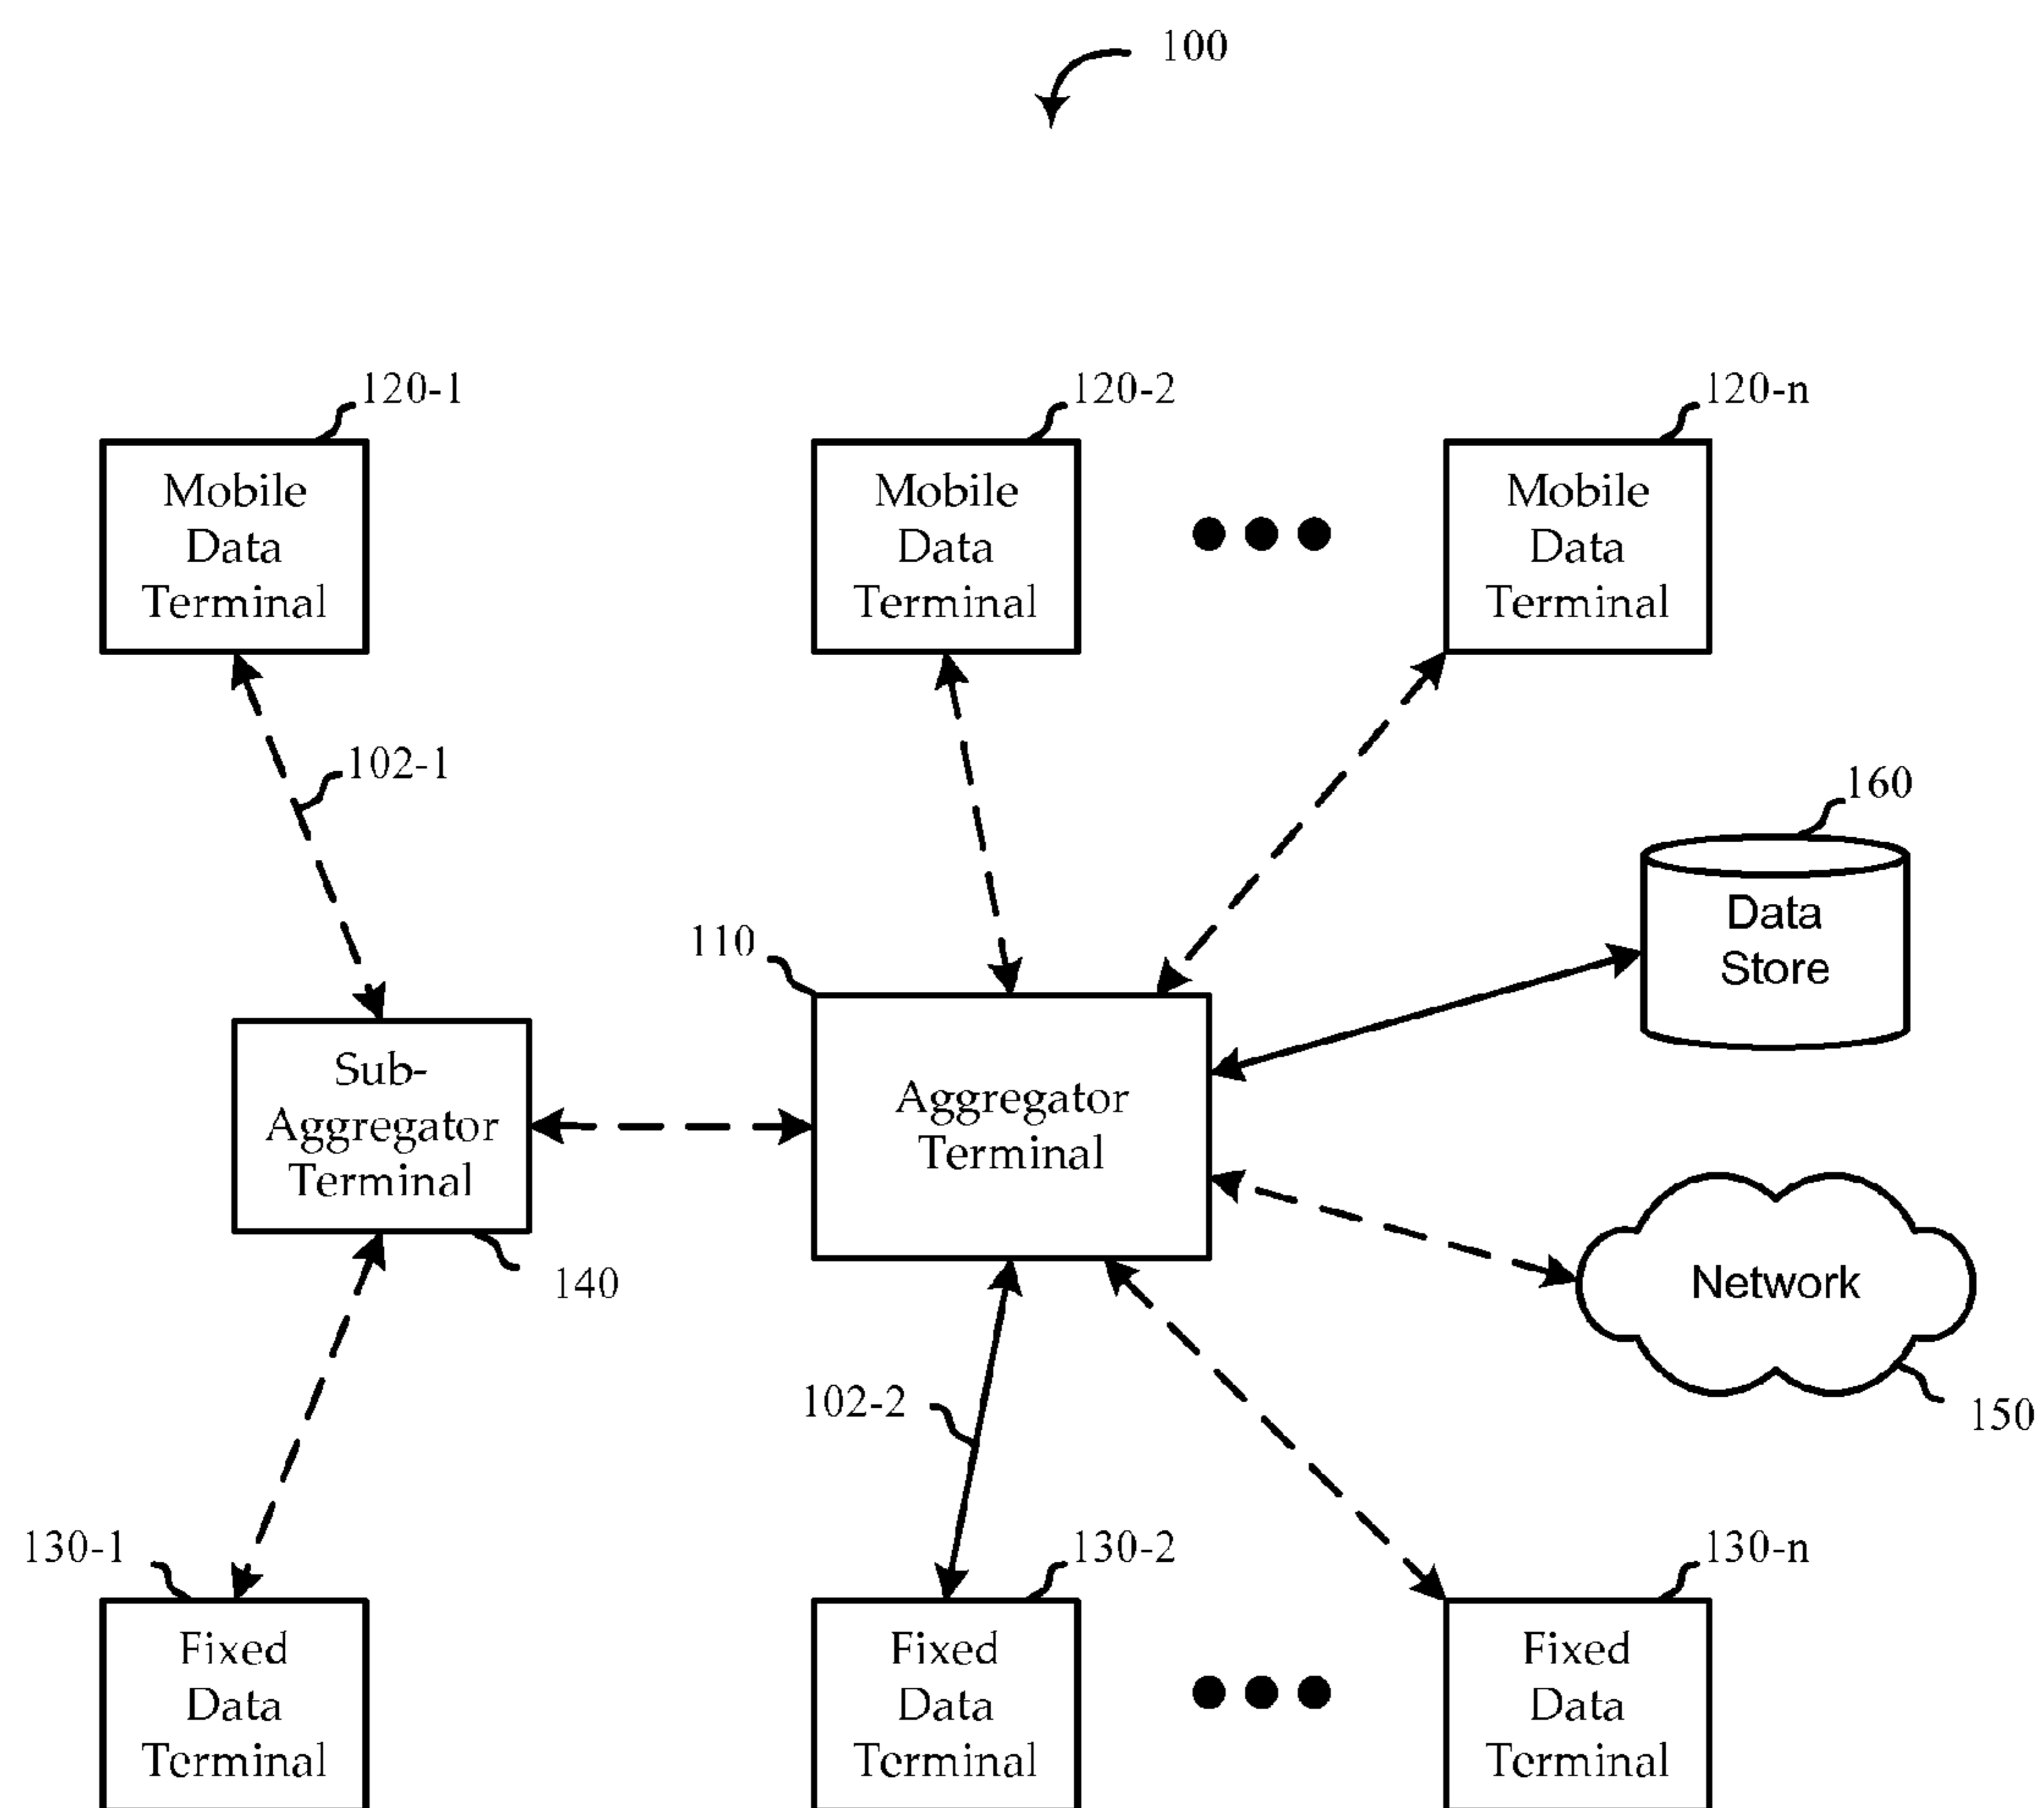 100
120-1
120-2
120-n
Mobile
Data
Terminal
Mobile
Data
Terminal
Mobile
Data
Terminal
102-1
160
Data
Store
110
Sub-
Aggregator
Terminal
Aggregator
Terminal
140
Network
150
102-2
130-1
130-2
130-n
Fixed
Data
Terminal
Fixed
Data
Terminal
Fixed
Data
Terminal